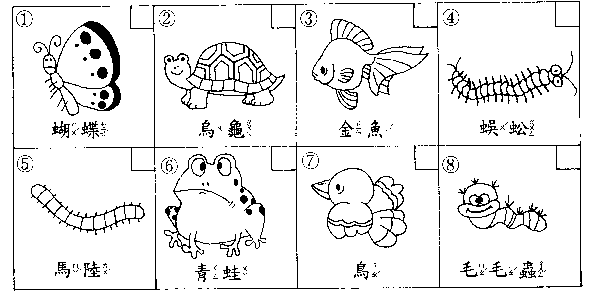 ① ② ③ ④
蝴蝶 烏龜 金魚 蜈蚣
⑤ ⑥ ⑦ ⑧
馬陸 青蛙 鳥 毛毛蟲